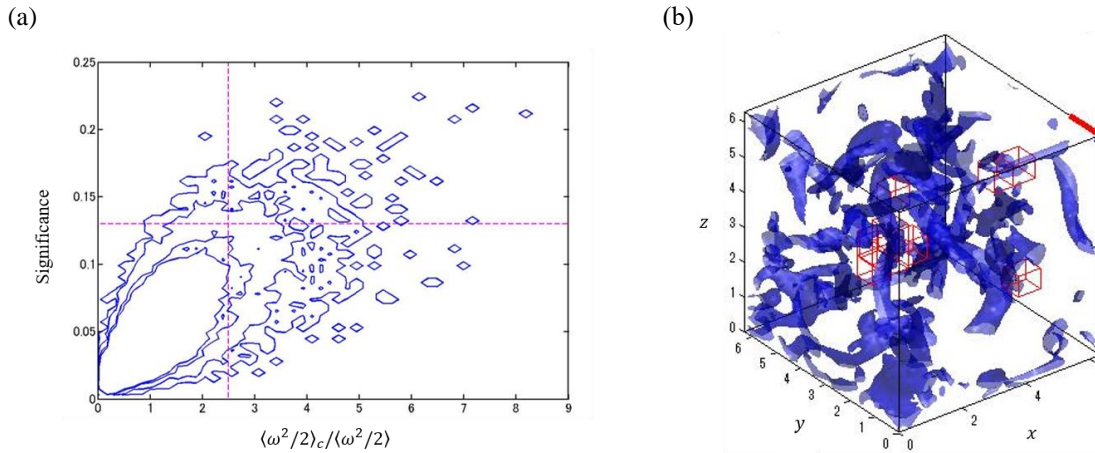 (a)
(b)
0.25
0.2
0.15
0.1
0.05
0
Significance
0 1 2 3 4 5 6 7 8 9
⟨ω²/2⟩c/⟨ω²/2⟩
6
5
4
3
2
1
0
z
6 5 4 3 2 1 0
y
0 2 4
x